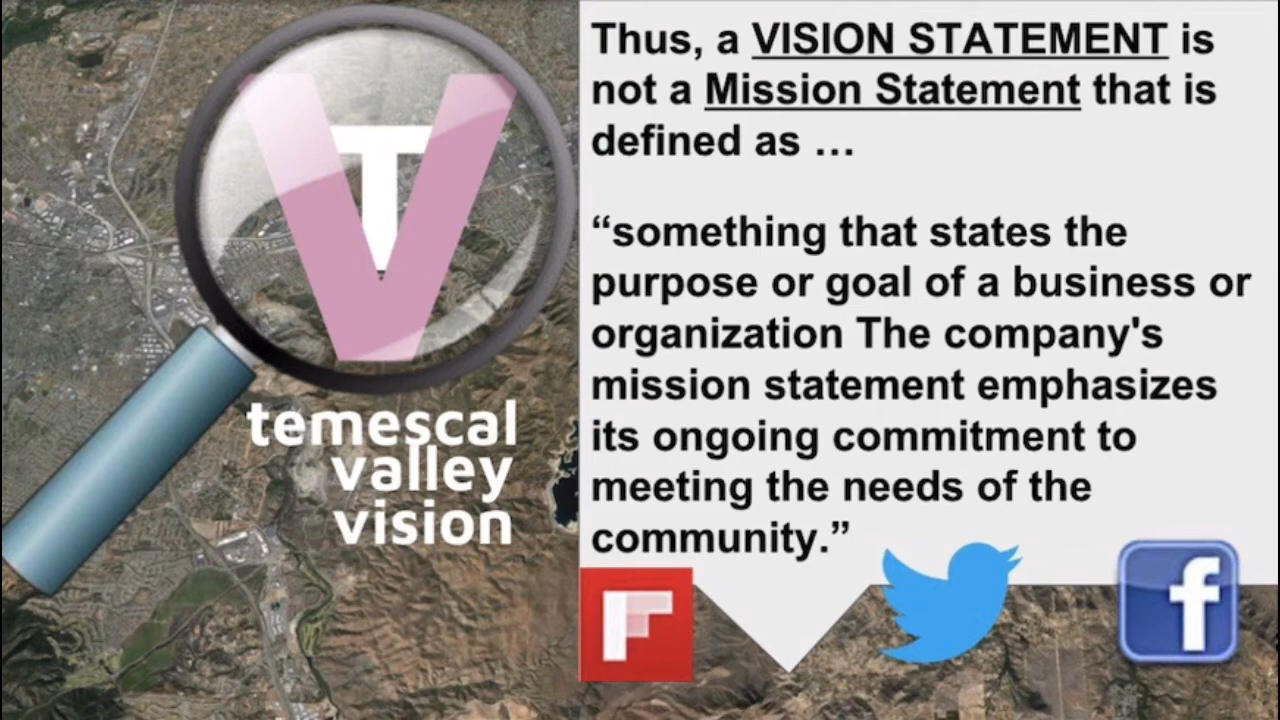 TV
temescal
valley
vision
Thus, a VISION STATEMENT is
not a Mission Statement that is
defined as …
“something that states the
purpose or goal of a business or
organization The company's
mission statement emphasizes
its ongoing commitment to
meeting the needs of the
community.”
F
f